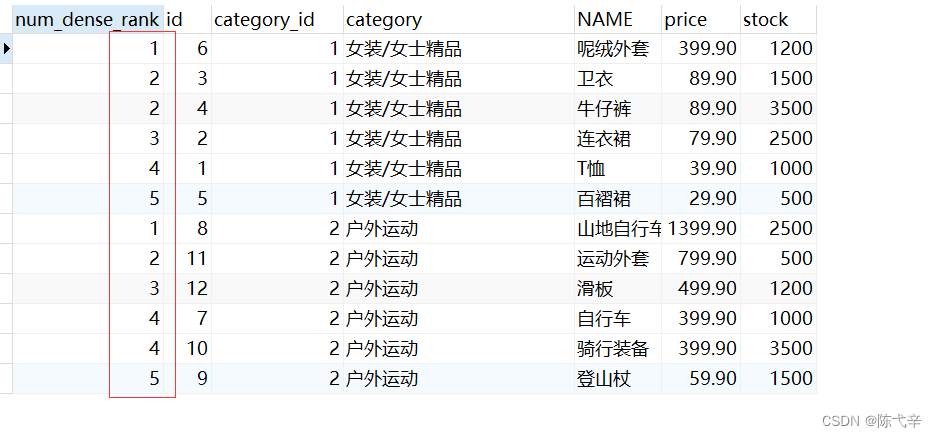 num_dense_rank id category_id category NAME price stock
1 6 1 女装/女士精品 呢绒外套 399.90 1200
2 3 1 女装/女士精品 卫衣 89.90 1500
2 4 1 女装/女士精品 牛仔裤 89.90 3500
3 2 1 女装/女士精品 连衣裙 79.90 2500
4 1 1 女装/女士精品 T恤 39.90 1000
5 5 1 女装/女士精品 百褶裙 29.90 500
1 8 2 户外运动 山地自行车 1399.90 2500
2 11 2 户外运动 运动外套 799.90 500
3 12 2 户外运动 滑板 499.90 1200
4 7 2 户外运动 自行车 399.90 1000
4 10 2 户外运动 骑行装备 399.90 3500
5 9 2 户外运动 登山杖 59.90 1500
CSDN @陈弋辛